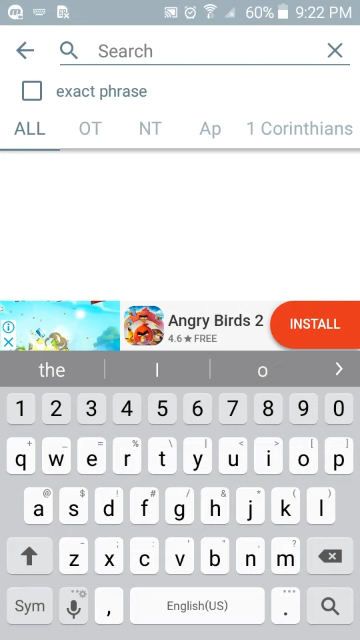 60% 9:22 PM
Search
exact phrase
ALL OT NT Ap 1 Corinthians
Angry Birds 2
4.6★FREE
INSTALL
the I o
1 2 3 4 5 6 7 8 9 0
+ _ = % \ | < > [ ]
q w e r t y u i o p
@ $ ! # / & * ( )
a s d f g h j k l
- : ; ' " , ?
z x c v b n m
Sym , English(US) .